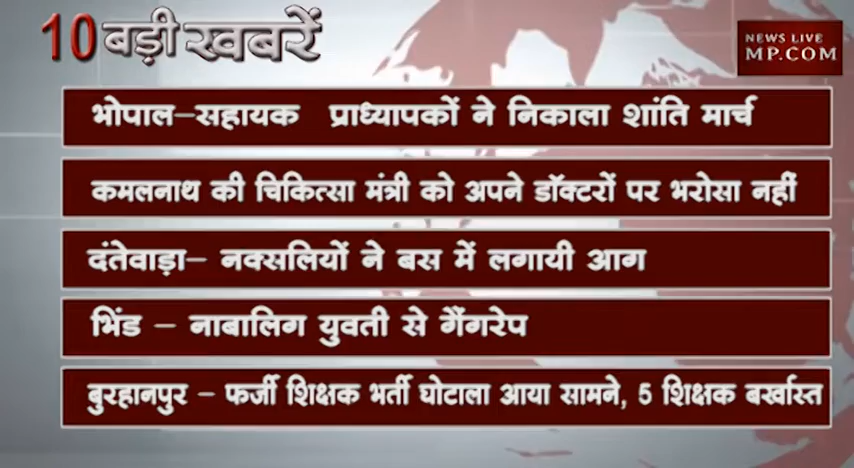 10 बड़ी खबरें
NEWS LIVE
MP.COM
भोपाल-सहायक प्राध्यापकों ने निकाला शांति मार्च
कमलनाथ की चिकित्सा मंत्री को अपने डॉक्टरों पर भरोसा नहीं
दंतेवाड़ा- नक्सलियों ने बस में लगायी आग
भिंड - नाबालिग युवती से गैंगरेप
बुरहानपुर - फर्जी शिक्षक भर्ती घोटाला आया सामने, 5 शिक्षक बर्खास्त